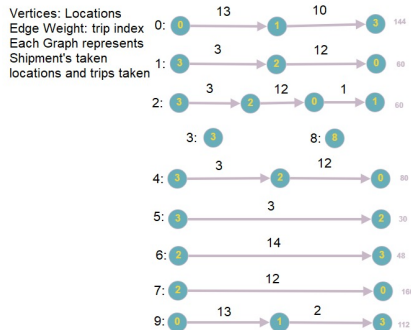 Vertices: Locations
Edge Weight: trip index
Each Graph represents
Shipment's taken
locations and trips taken
0: 0 13 1 10 3 144
1: 3 3 2 12 0 60
2: 3 3 2 12 0 1 1 60
3: 3 8: 8
4: 3 3 2 12 0 88
5: 3 3 2 30
6: 2 14 3 48
7: 2 12 0 168
9: 0 13 1 2 3 112